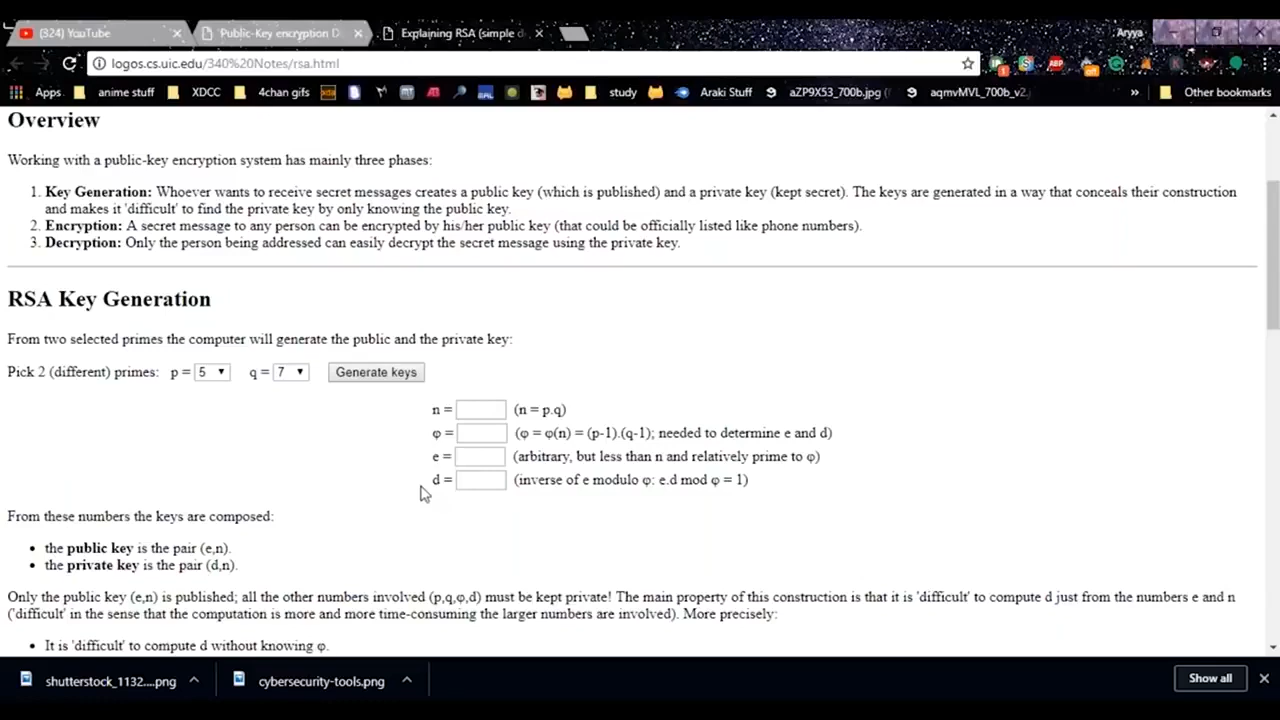 (324) YouTube
Public-Key encryption D
Explaining RSA (simple d
Aryya
logos.cs.uic.edu/340%20Notes/rsa.html
Apps anime stuff XDCC 4chan gifs study Araki Stuff aZP9X53_700b.jpg ( aqmvMVL_700b_v2. » Other bookmarks
Overview
Working with a public-key encryption system has mainly three phases:
1. Key Generation: Whoever wants to receive secret messages creates a public key (which is published) and a private key (kept secret). The keys are generated in a way that conceals their construction
and makes it 'difficult' to find the private key by only knowing the public key.
2. Encryption: A secret message to any person can be encrypted by his/her public key (that could be officially listed like phone numbers).
3. Decryption: Only the person being addressed can easily decrypt the secret message using the private key.
RSA Key Generation
From two selected primes the computer will generate the public and the private key:
Pick 2 (different) primes: p = 5 q = 7 Generate keys
n = (n = p.q)
φ = (φ = φ(n) = (p-1).(q-1); needed to determine e and d)
e = (arbitrary, but less than n and relatively prime to φ)
d = (inverse of e modulo φ: e.d mod φ = 1)
From these numbers the keys are composed:
• the public key is the pair (e,n).
• the private key is the pair (d,n).
Only the public key (e,n) is published; all the other numbers involved (p,q,φ,d) must be kept private! The main property of this construction is that it is 'difficult' to compute d just from the numbers e and n
('difficult' in the sense that the computation is more and more time-consuming the larger numbers are involved). More precisely:
• It is 'difficult' to compute d without knowing φ.
shutterstock_1132....png
cybersecurity-tools.png
Show all